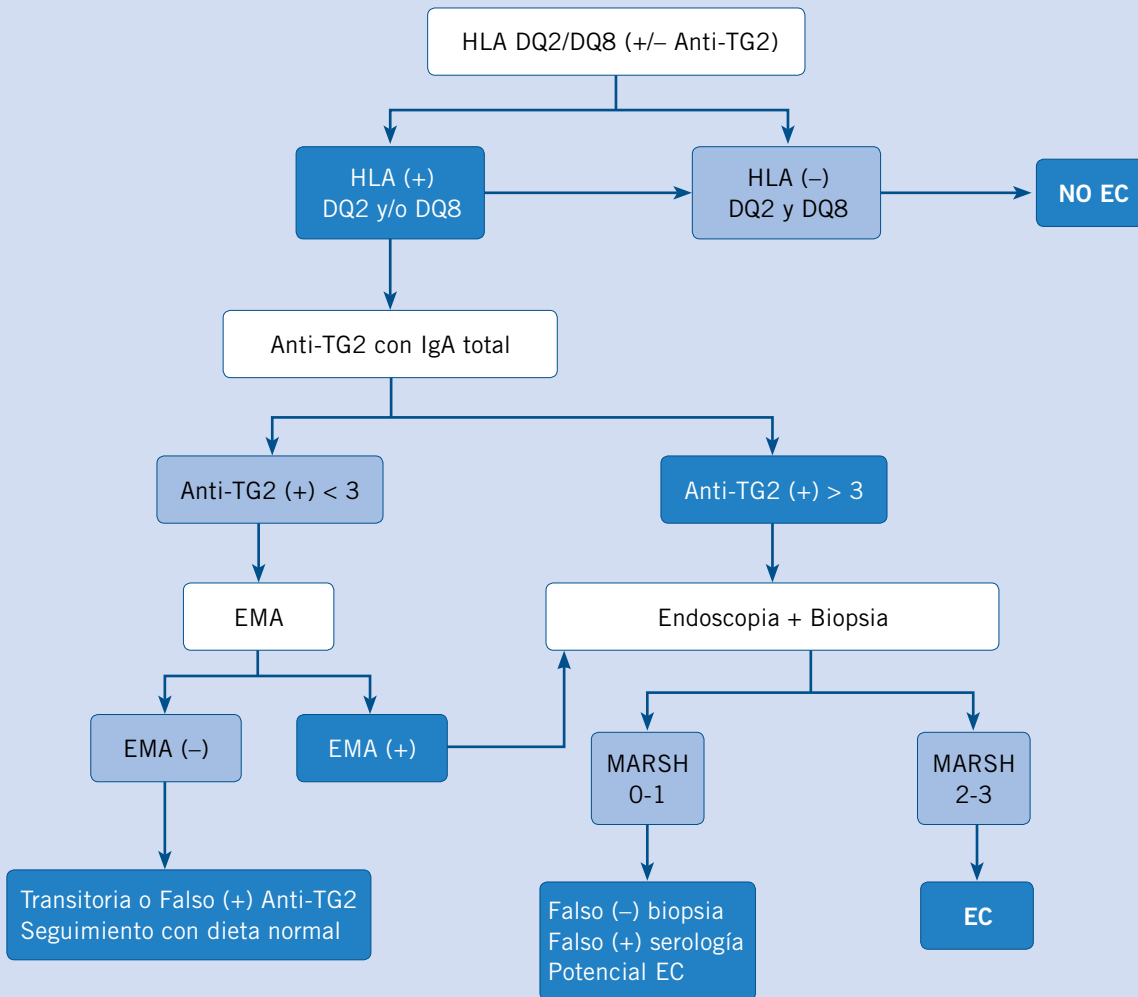 HLA DQ2/DQ8 (+/– Anti-TG2)
HLA (+)
DQ2 y/o DQ8
HLA (–)
DQ2 y DQ8
NO EC
Anti-TG2 con IgA total
Anti-TG2 (+) < 3
Anti-TG2 (+) > 3
EMA
Endoscopia + Biopsia
EMA (–)
EMA (+)
MARSH
0-1
MARSH
2-3
Transitoria o Falso (+) Anti-TG2
Seguimiento con dieta normal
Falso (–) biopsia
Falso (+) serología
Potencial EC
EC